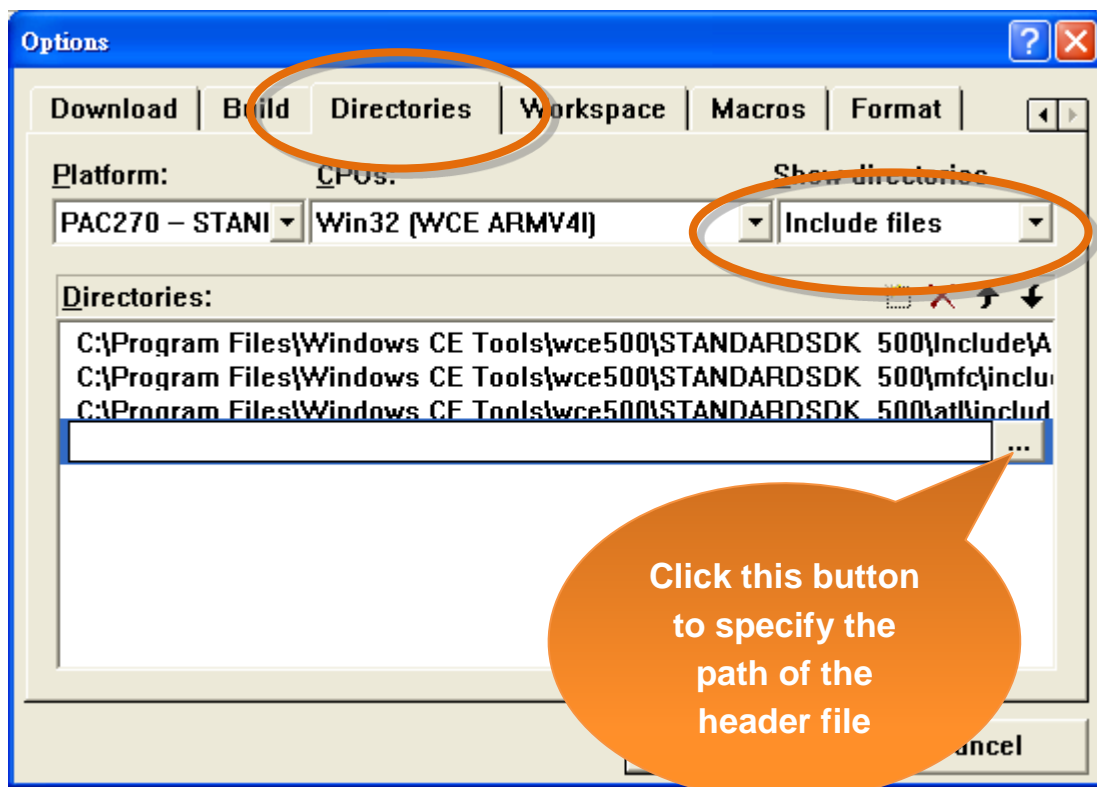 Options
Download Build Directories Workspace Macros Format
Platform: CPUs: Show directories
PAC270 – STANI Win32 (WCE ARMV4I) Include files
Directories:
C:\Program Files\Windows CE Tools\wce500\STANDARDSDK_500\Include\A
C:\Program Files\Windows CE Tools\wce500\STANDARDSDK_500\mfc\inclu
C:\Program Files\Windows CE Tools\wce500\STANDARDSDK_500\atl\includ
...
Click this button
to specify the
path of the
header file
ancel